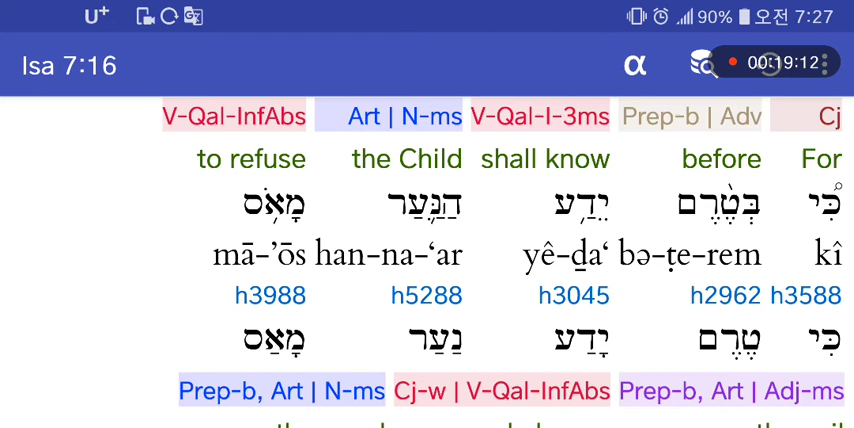 U+ 90% 오전 7:27
Isa 7:16 α 00:19:12
V-Qal-InfAbs Art | N-ms V-Qal-I-3ms Prep-b | Adv Cj
to refuse the Child shall know before For
כִּ֠י בְּטֶ֨רֶם יֵדַ֥ע הַנַּ֛עַר מָאֹ֥ס
mā-’ōs han-na-‘ar yê-ḏa‘ bə-ṭe-rem kî
h3988 h5288 h3045 h2962 h3588
כִּי טֶרֶם יָדַע נַעַר מָאַס
Prep-b, Art | N-ms Cj-w | V-Qal-InfAbs Prep-b, Art | Adj-ms